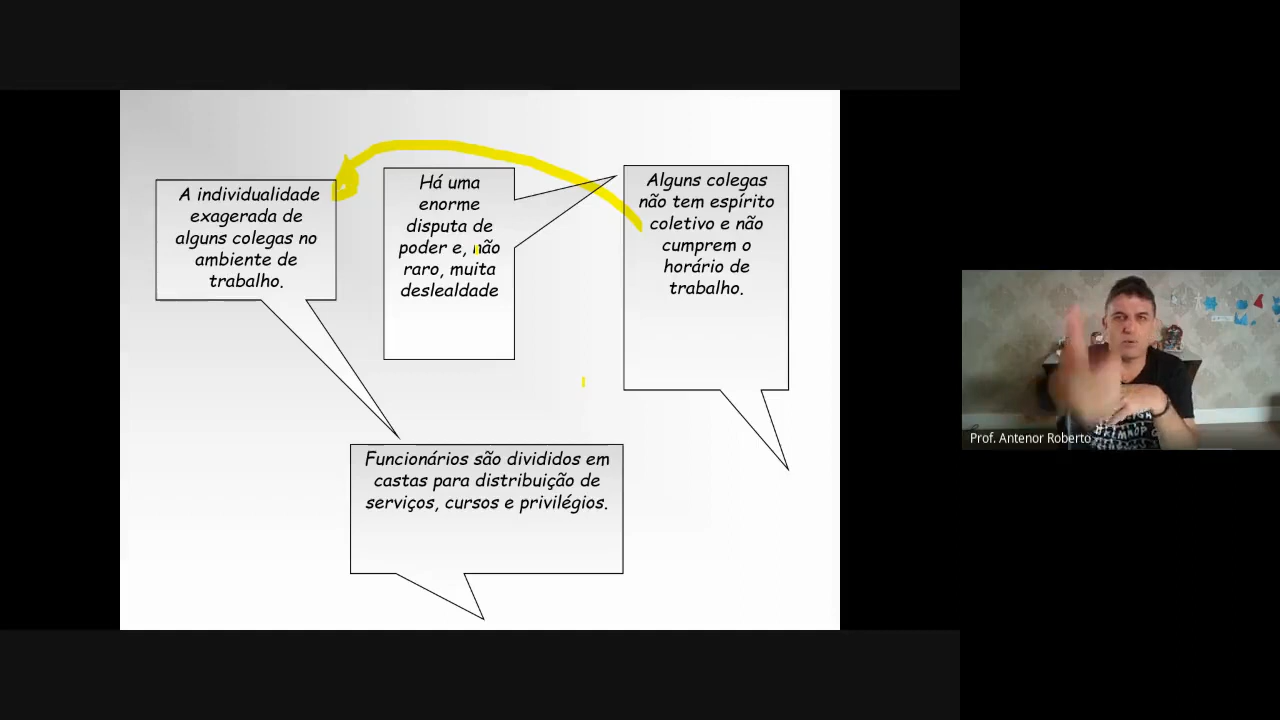 A individualidade
exagerada de
alguns colegas no
ambiente de
trabalho.
Há uma
enorme
disputa de
poder e, não
raro, muita
deslealdade
Alguns colegas
não tem espírito
coletivo e não
cumprem o
horário de
trabalho.
Funcionários são divididos em
castas para distribuição de
serviços, cursos e privilégios.
Prof. Antenor Roberto